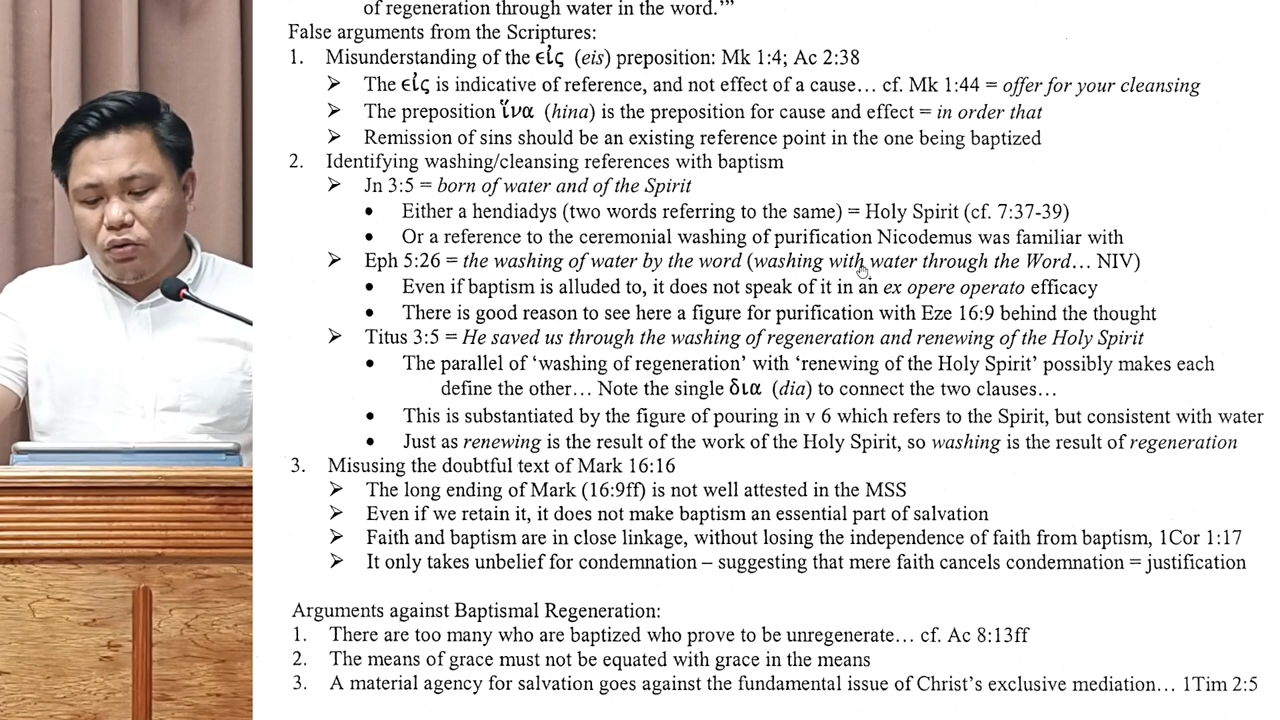 of regeneration through water in the word.'"
False arguments from the Scriptures:
1. Misunderstanding of the εἰς (eis) preposition: Mk 1:4; Ac 2:38
➢ The εἰς is indicative of reference, and not effect of a cause… cf. Mk 1:44 = offer for your cleansing
➢ The preposition ἵνα (hina) is the preposition for cause and effect = in order that
➢ Remission of sins should be an existing reference point in the one being baptized
2. Identifying washing/cleansing references with baptism
➢ Jn 3:5 = born of water and of the Spirit
• Either a hendiadys (two words referring to the same) = Holy Spirit (cf. 7:37-39)
• Or a reference to the ceremonial washing of purification Nicodemus was familiar with
➢ Eph 5:26 = the washing of water by the word (washing with water through the Word… NIV)
• Even if baptism is alluded to, it does not speak of it in an ex opere operato efficacy
• There is good reason to see here a figure for purification with Eze 16:9 behind the thought
➢ Titus 3:5 = He saved us through the washing of regeneration and renewing of the Holy Spirit
• The parallel of 'washing of regeneration' with 'renewing of the Holy Spirit' possibly makes each
define the other… Note the single δια (dia) to connect the two clauses…
• This is substantiated by the figure of pouring in v 6 which refers to the Spirit, but consistent with water
• Just as renewing is the result of the work of the Holy Spirit, so washing is the result of regeneration
3. Misusing the doubtful text of Mark 16:16
➢ The long ending of Mark (16:9ff) is not well attested in the MSS
➢ Even if we retain it, it does not make baptism an essential part of salvation
➢ Faith and baptism are in close linkage, without losing the independence of faith from baptism, 1Cor 1:17
➢ It only takes unbelief for condemnation – suggesting that mere faith cancels condemnation = justification
Arguments against Baptismal Regeneration:
1. There are too many who are baptized who prove to be unregenerate… cf. Ac 8:13ff
2. The means of grace must not be equated with grace in the means
3. A material agency for salvation goes against the fundamental issue of Christ's exclusive mediation… 1Tim 2:5